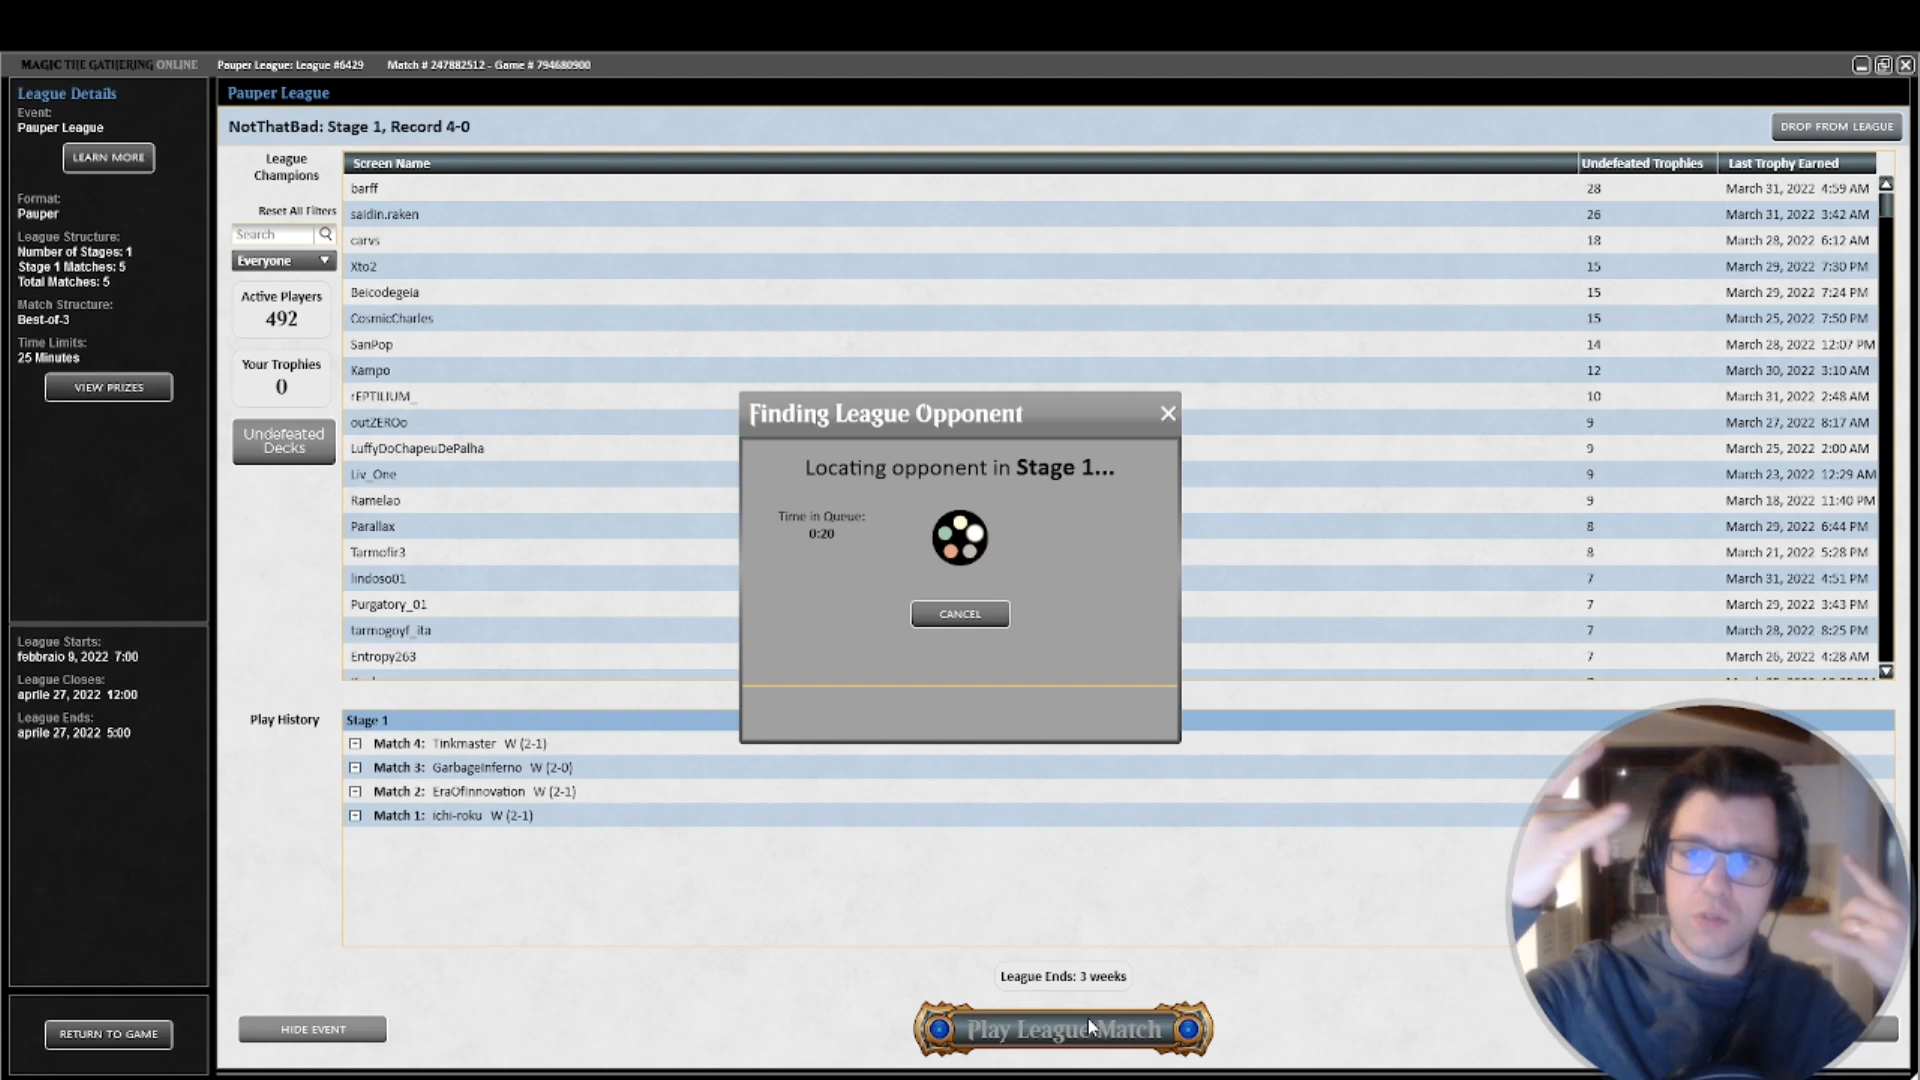 MAGIC THE GATHERING ONLINE
Pauper League: League #6429 Match # 247882512 - Game # 794680900
League Details
Event:
Pauper League
LEARN MORE
Format:
Pauper
League Structure:
Number of Stages: 1
Stage 1 Matches: 5
Total Matches: 5
Match Structure:
Best-of-3
Time Limits:
25 Minutes
VIEW PRIZES
League Starts:
febbraio 9, 2022 7:00
League Closes:
aprile 27, 2022 12:00
League Ends:
aprile 27, 2022 5:00
RETURN TO GAME
Pauper League
NotThatBad: Stage 1, Record 4-0
DROP FROM LEAGUE
League
Champions
Reset All Filters
Search
Everyone
Active Players
492
Your Trophies
0
Undefeated
Decks
Screen Name Undefeated Trophies Last Trophy Earned
barff 28 March 31, 2022 4:59 AM
saidin.raken 26 March 31, 2022 3:42 AM
carvs 18 March 28, 2022 6:12 AM
Xto2 15 March 29, 2022 7:30 PM
Beicodegeia 15 March 29, 2022 7:24 PM
CosmicCharles 15 March 25, 2022 7:50 PM
SanPop 14 March 28, 2022 12:07 PM
Kampo 12 March 30, 2022 3:10 AM
rEPTILIUM_ 10 March 31, 2022 2:48 AM
outZEROo 9 March 27, 2022 8:17 AM
LuffyDoChapeuDePalha 9 March 25, 2022 2:00 AM
Liv_One 9 March 23, 2022 12:29 AM
Ramelao 9 March 18, 2022 11:40 PM
Parallax 8 March 29, 2022 6:44 PM
Tarmofir3 8 March 21, 2022 5:28 PM
lindoso01 7 March 31, 2022 4:51 PM
Purgatory_01 7 March 29, 2022 3:43 PM
tarmogoyf_ita 7 March 28, 2022 8:25 PM
Entropy263 7 March 26, 2022 4:28 AM
Finding League Opponent
Locating opponent in Stage 1...
Time in Queue:
0:20
CANCEL
Play History
Stage 1
Match 4: Tinkmaster W (2-1)
Match 3: GarbageInferno W (2-0)
Match 2: EraOfInnovation W (2-1)
Match 1: ichi-roku W (2-1)
League Ends: 3 weeks
HIDE EVENT
Play League Match